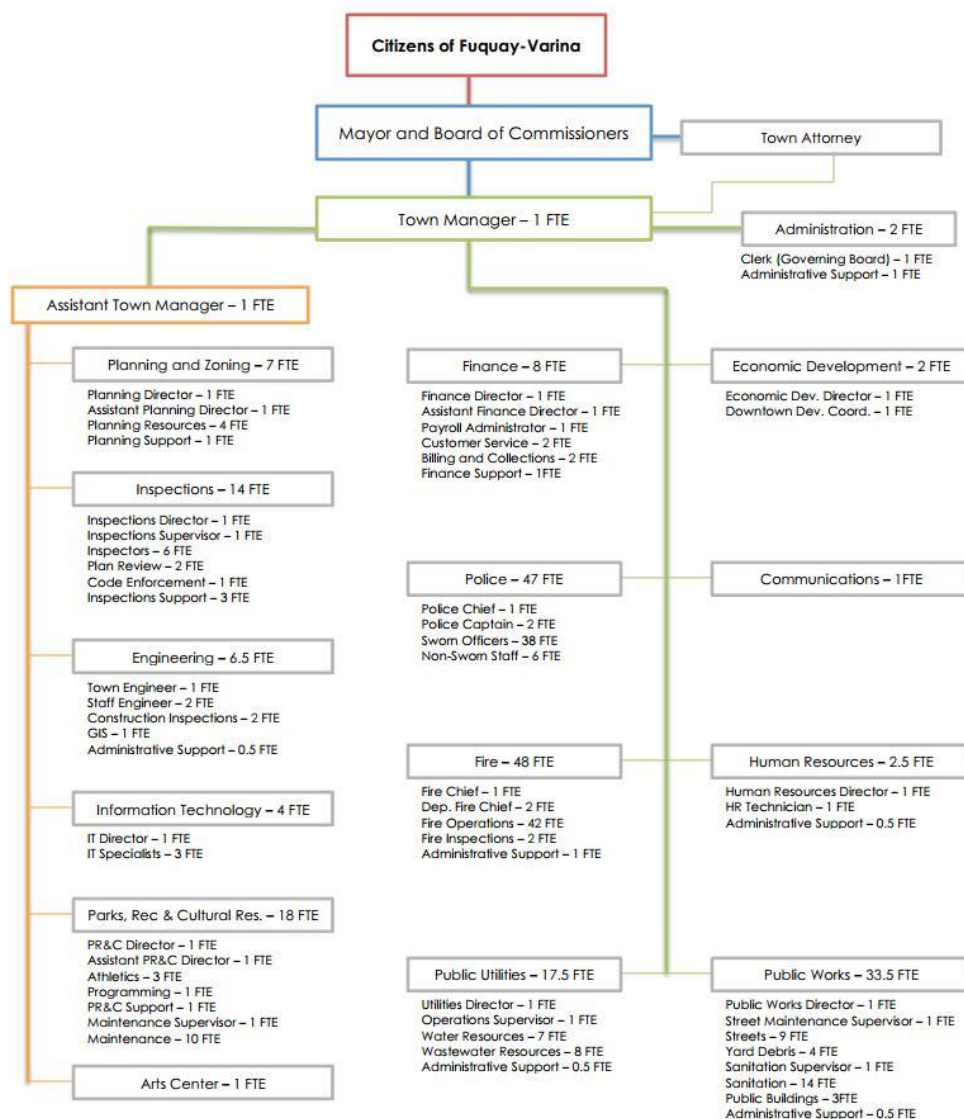 Citizens of Fuquay-Varina
Mayor and Board of Commissioners
Town Attorney
Town Manager – 1 FTE
Administration – 2 FTE
Clerk (Governing Board) – 1 FTE
Administrative Support – 1 FTE
Assistant Town Manager – 1 FTE
Planning and Zoning – 7 FTE
Planning Director – 1 FTE
Assistant Planning Director – 1 FTE
Planning Resources – 4 FTE
Planning Support – 1 FTE
Inspections – 14 FTE
Inspections Director – 1 FTE
Inspections Supervisor – 1 FTE
Inspectors – 6 FTE
Plan Review – 2 FTE
Code Enforcement – 1 FTE
Inspections Support – 3 FTE
Engineering – 6.5 FTE
Town Engineer – 1 FTE
Staff Engineer – 2 FTE
Construction Inspections – 2 FTE
GIS – 1 FTE
Administrative Support – 0.5 FTE
Information Technology – 4 FTE
IT Director – 1 FTE
IT Specialists – 3 FTE
Parks, Rec & Cultural Res. – 18 FTE
PR&C Director – 1 FTE
Assistant PR&C Director – 1 FTE
Athletics – 3 FTE
Programming – 1 FTE
PR&C Support – 1 FTE
Maintenance Supervisor – 1 FTE
Maintenance – 10 FTE
Arts Center – 1 FTE
Finance – 8 FTE
Finance Director – 1 FTE
Assistant Finance Director – 1 FTE
Payroll Administrator – 1 FTE
Customer Service – 2 FTE
Billing and Collections – 2 FTE
Finance Support – 1FTE
Economic Development – 2 FTE
Economic Dev. Director – 1 FTE
Downtown Dev. Coord. – 1 FTE
Police – 47 FTE
Police Chief – 1 FTE
Police Captain – 2 FTE
Sworn Officers – 38 FTE
Non-Sworn Staff – 6 FTE
Communications – 1FTE
Fire – 48 FTE
Fire Chief – 1 FTE
Dep. Fire Chief – 2 FTE
Fire Operations – 42 FTE
Fire Inspections – 2 FTE
Administrative Support – 1 FTE
Human Resources – 2.5 FTE
Human Resources Director – 1 FTE
HR Technician – 1 FTE
Administrative Support – 0.5 FTE
Public Utilities – 17.5 FTE
Utilities Director – 1 FTE
Operations Supervisor – 1 FTE
Water Resources – 7 FTE
Wastewater Resources – 8 FTE
Administrative Support – 0.5 FTE
Public Works – 33.5 FTE
Public Works Director – 1 FTE
Street Maintenance Supervisor – 1 FTE
Streets – 9 FTE
Yard Debris – 4 FTE
Sanitation Supervisor – 1 FTE
Sanitation – 14 FTE
Public Buildings – 3FTE
Administrative Support – 0.5 FTE